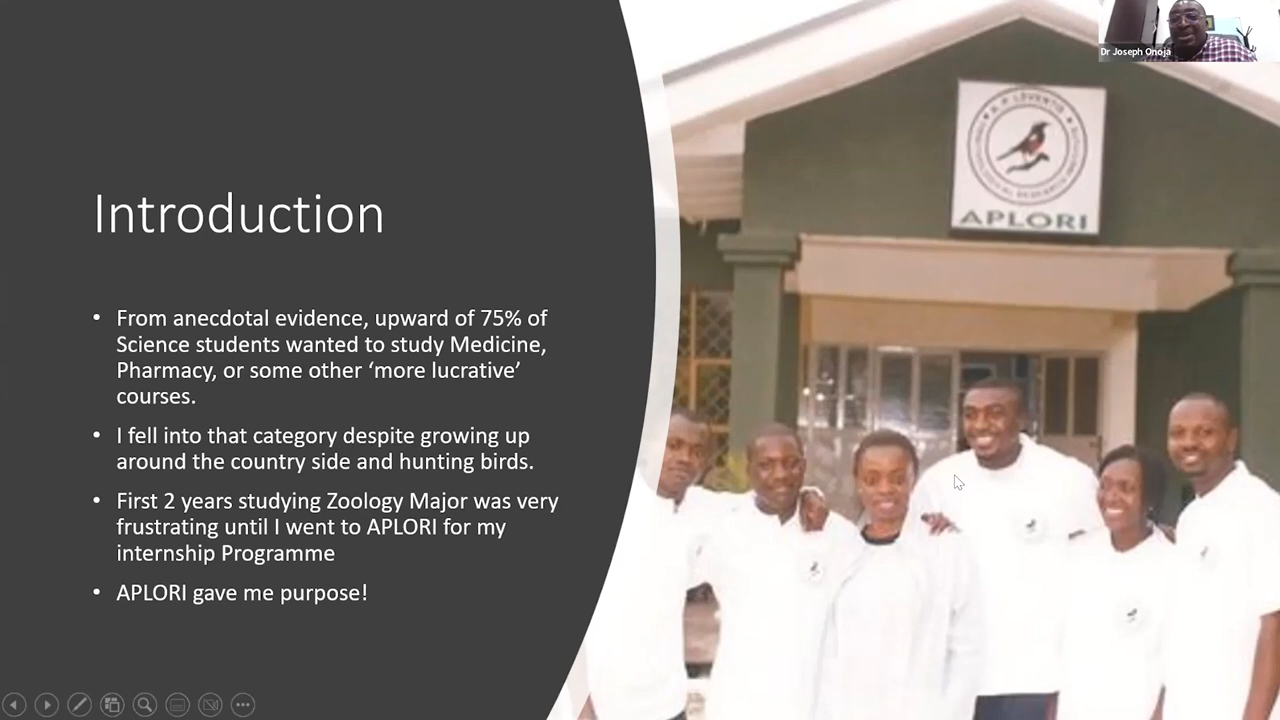 Dr Joseph Onoja
Introduction
• From anecdotal evidence, upward of 75% of
Science students wanted to study Medicine,
Pharmacy, or some other ‘more lucrative’
courses.
• I fell into that category despite growing up
around the country side and hunting birds.
• First 2 years studying Zoology Major was very
frustrating until I went to APLORI for my
internship Programme
• APLORI gave me purpose!
A. P. LEVENTIS
APLORI